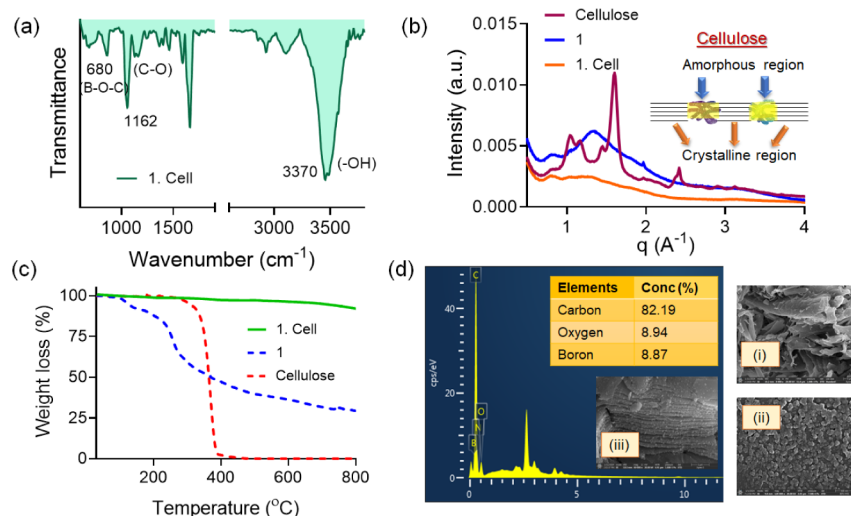 (a)
Transmittance
680
(B-O-C)
(C-O)
1162
3370
(-OH)
1. Cell
1000
1500
3000
3500
Wavenumber (cm⁻¹)
(b)
Intensity (a.u.)
0.015
0.010
0.005
0.000
Cellulose
1
1. Cell
Cellulose
Amorphous region
Crystalline region
1
2
3
4
q (A⁻¹)
(c)
Weight loss (%)
100
75
50
25
0
1. Cell
1
Cellulose
200
400
600
800
Temperature (°C)
(d)
cps/eV
40
20
0
C
O
N
B
0
5
10
Elements Conc (%)
Carbon 82.19
Oxygen 8.94
Boron 8.87
(iii)
(i)
(ii)